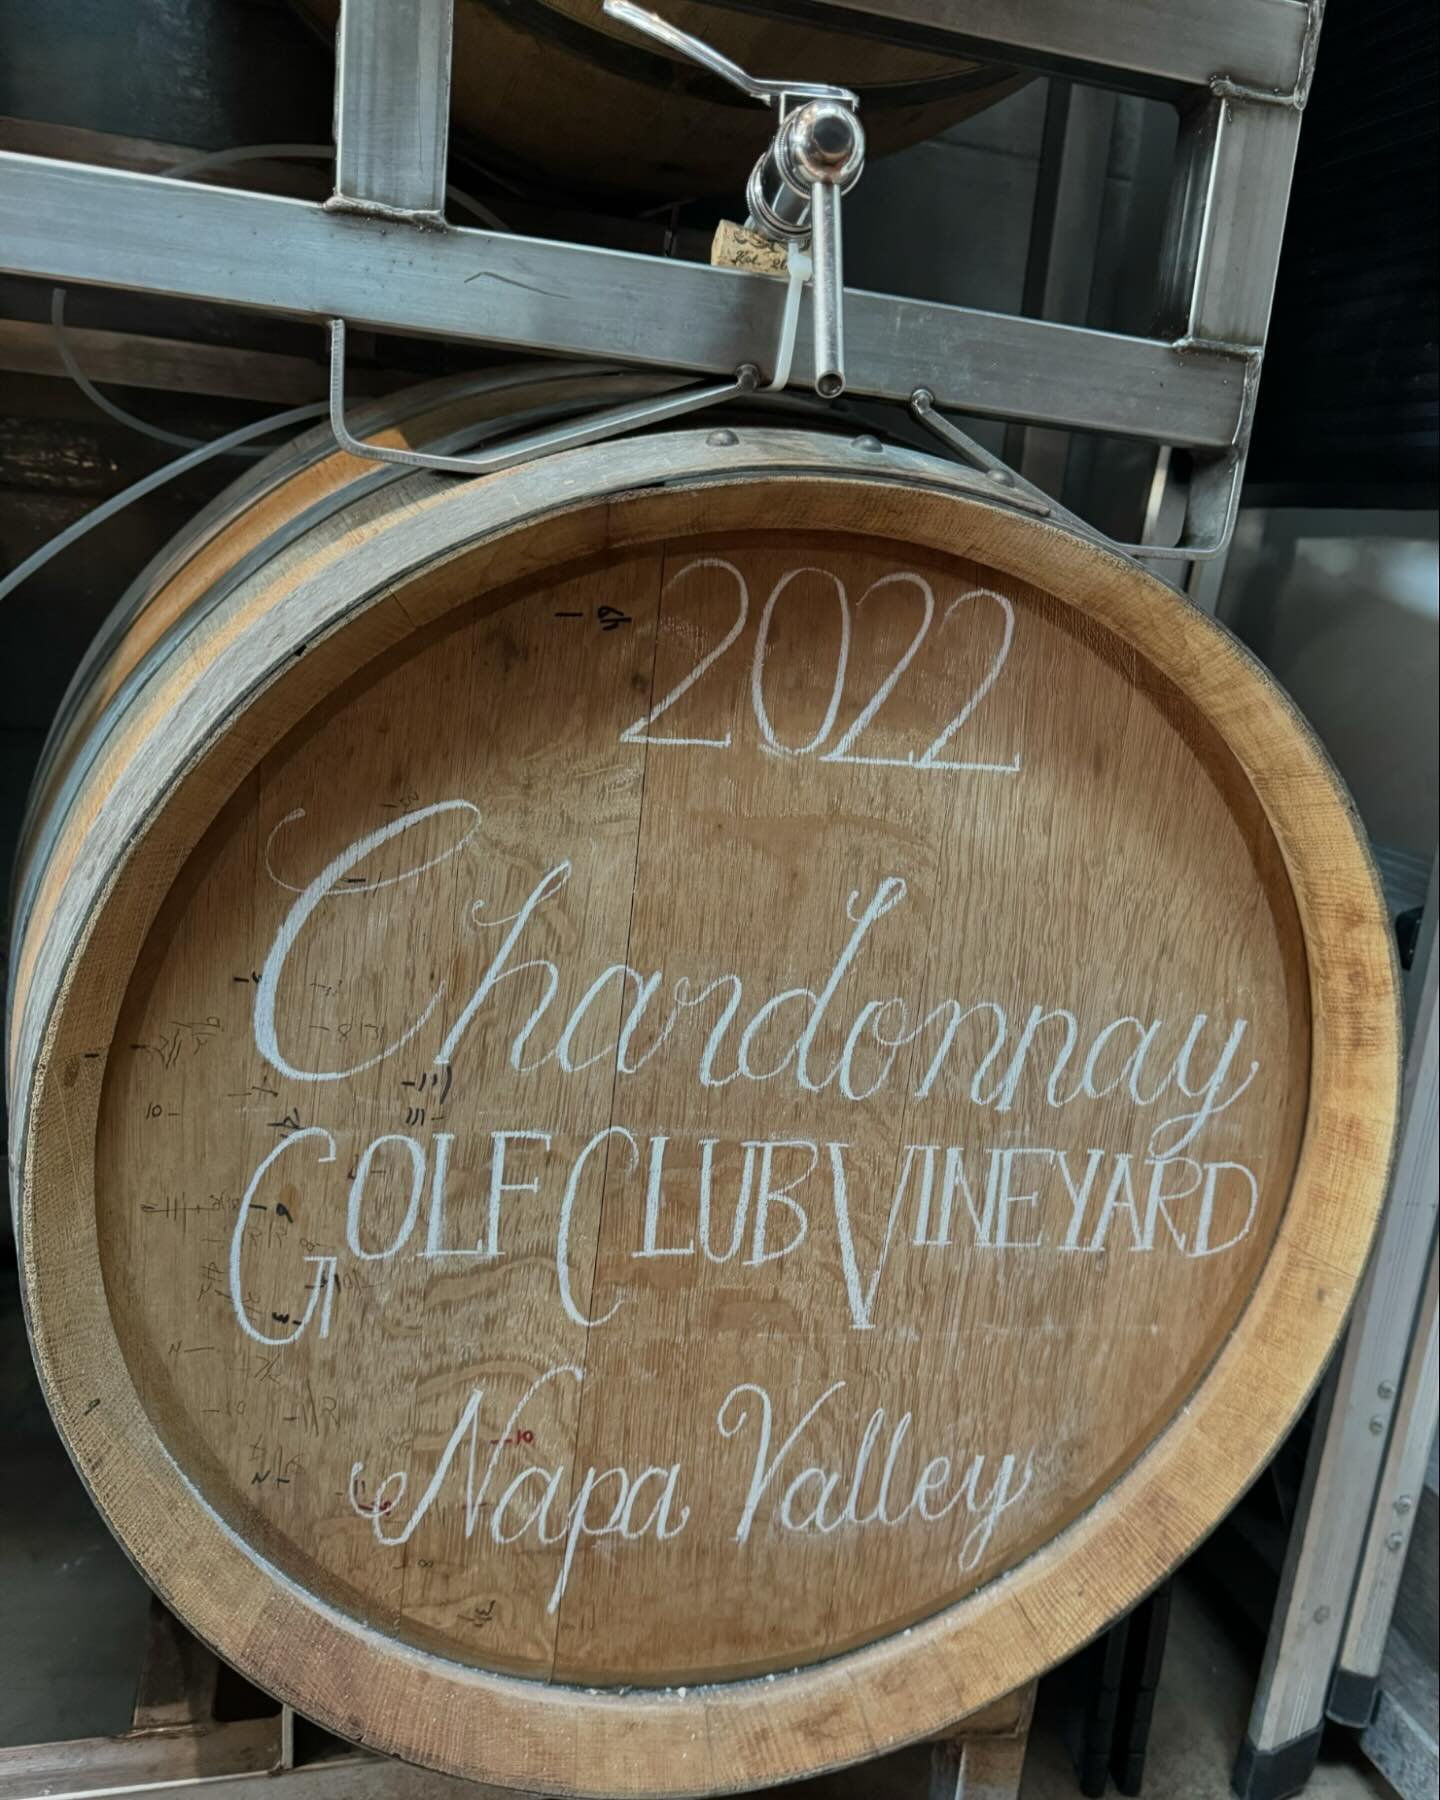 2022
Chardonnay
GOLF CLUB VINEYARD
Napa Valley